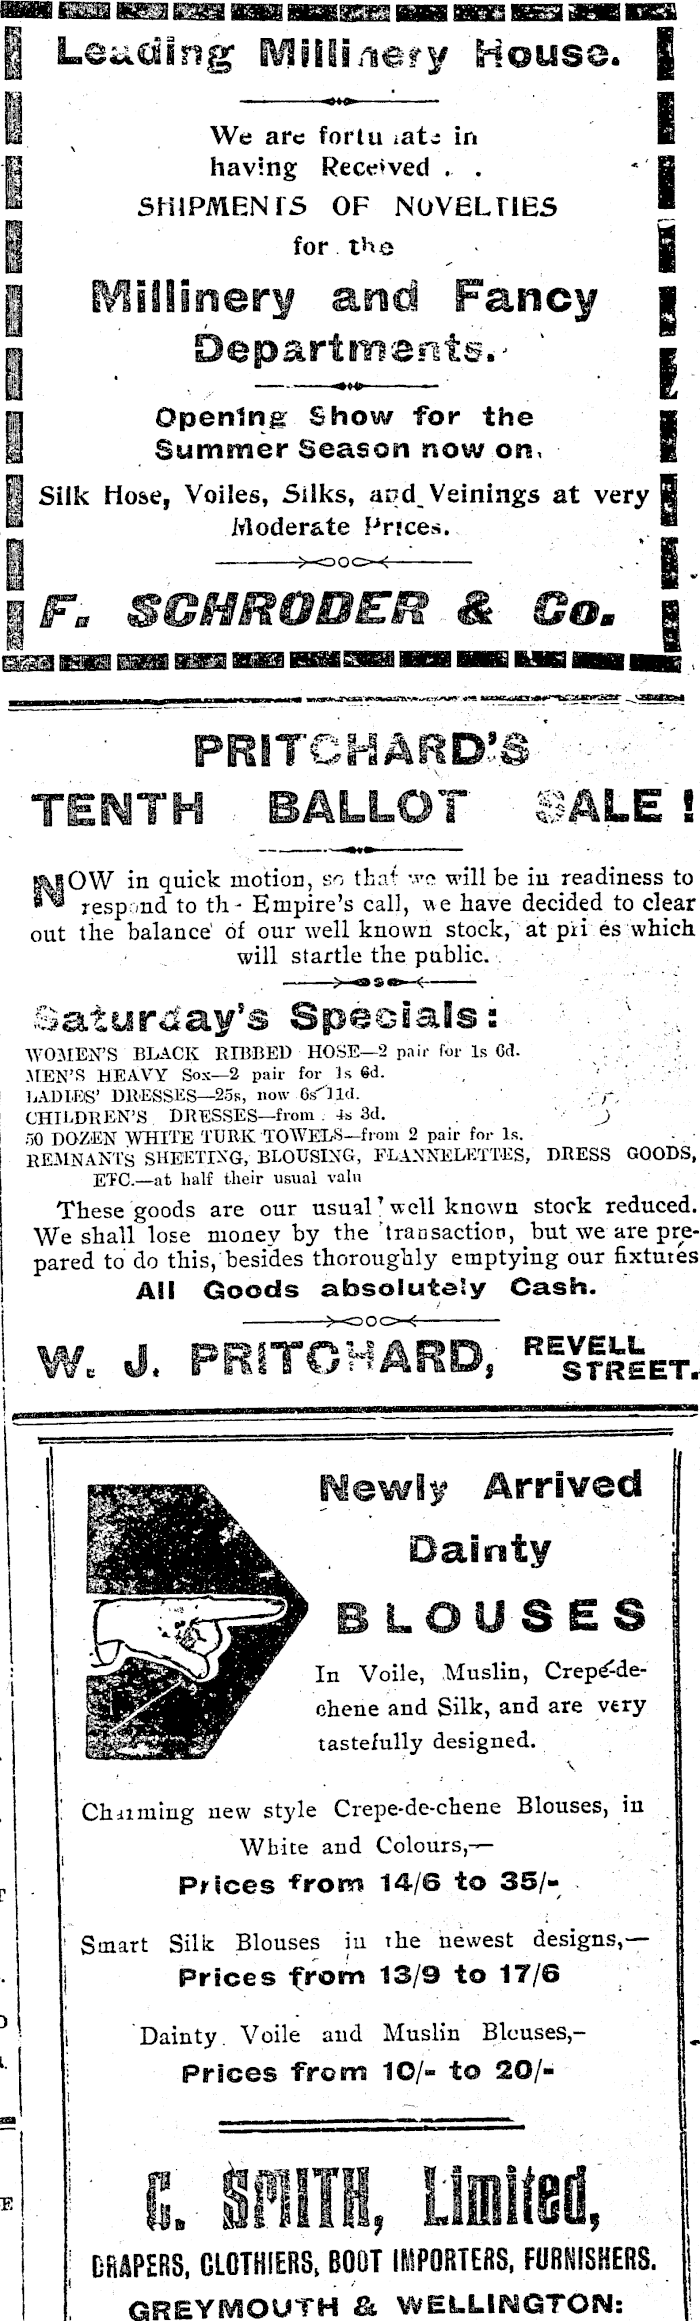 Leading Millinery House.
We are fortunate in
having Received . .
SHIPMENTS OF NOVELTIES
for the
Millinery and Fancy
Departments.
Opening Show for the
Summer Season now on.
Silk Hose, Voiles, Silks, and Veinings at very
Moderate Prices.
F. SCHRODER & Co.
PRITCHARD'S
TENTH BALLOT SALE!
NOW in quick motion, so that we will be in readiness to
respond to the Empire's call, we have decided to clear
out the balance of our well known stock, at prices which
will startle the public.
Saturday's Specials:
WOMEN'S BLACK RIBBED HOSE—2 pair for 1s 6d.
MEN'S HEAVY Sox—2 pair for 1s 6d.
LADIES' DRESSES—25s, now 6s 11d.
CHILDREN'S DRESSES—from 4s 3d.
50 DOZEN WHITE TURK TOWELS—from 2 pair for 1s.
REMNANTS SHEETING, BLOUSING, FLANNELETTES, DRESS GOODS,
ETC.—at half their usual valu
These goods are our usual well known stock reduced.
We shall lose money by the transaction, but we are pre-
pared to do this, besides thoroughly emptying our fixtures
All Goods absolutely Cash.
W. J. PRITCHARD, REVELL
STREET.
Newly Arrived
Dainty
BLOUSES
In Voile, Muslin, Crepé-de-
chene and Silk, and are very
tastefully designed.
Charming new style Crepe-de-chene Blouses, in
White and Colours,—
Prices from 14/6 to 35/-
Smart Silk Blouses in the newest designs,—
Prices from 13/9 to 17/6
Dainty Voile and Muslin Blouses,-
Prices from 10/- to 20/-
C. SMITH, Limited,
DRAPERS, CLOTHIERS, BOOT IMPORTERS, FURNISHERS.
GREYMOUTH & WELLINGTON: